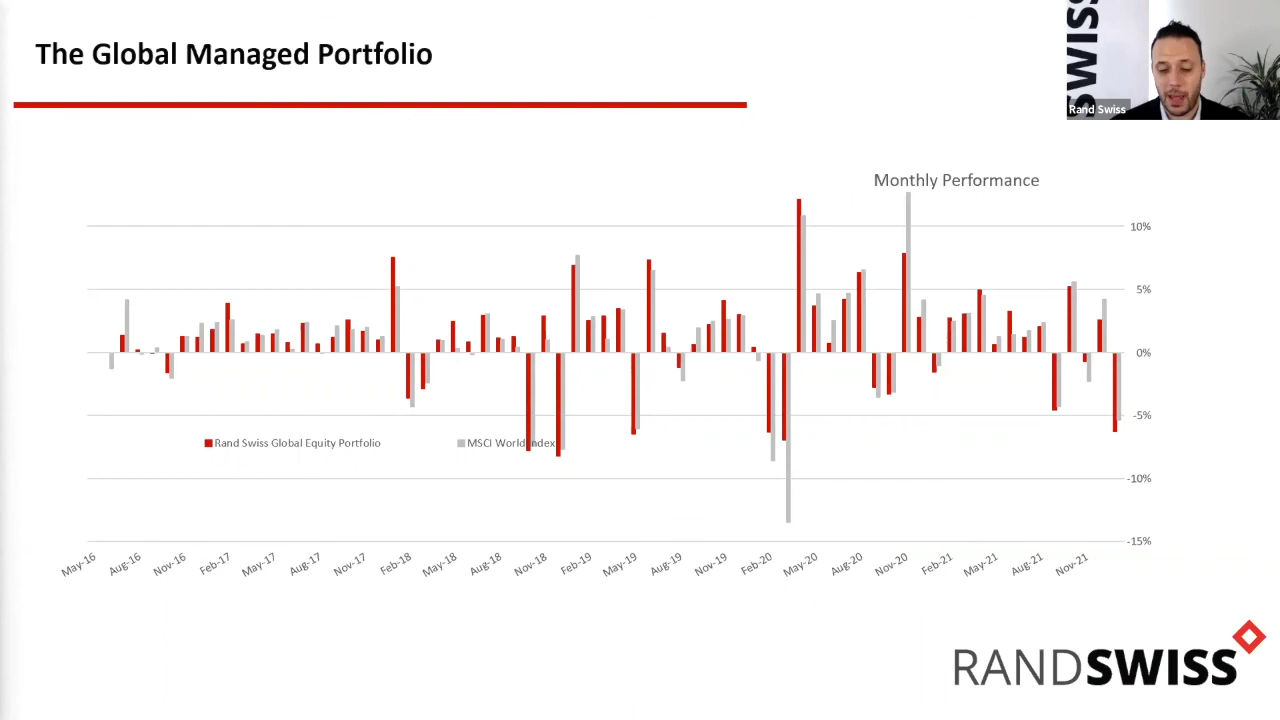 The Global Managed Portfolio
SWISS
Rand Swiss
Monthly Performance
10%
5%
0%
-5%
Rand Swiss Global Equity Portfolio
MSCI World Index
-10%
-15%
May-16
Aug-16
Nov-16
Feb-17
May-17
Aug-17
Nov-17
Feb-18
May-18
Aug-18
Nov-18
Feb-19
May-19
Aug-19
Nov-19
Feb-20
May-20
Aug-20
Nov-20
Feb-21
May-21
Aug-21
Nov-21
RANDSWISS